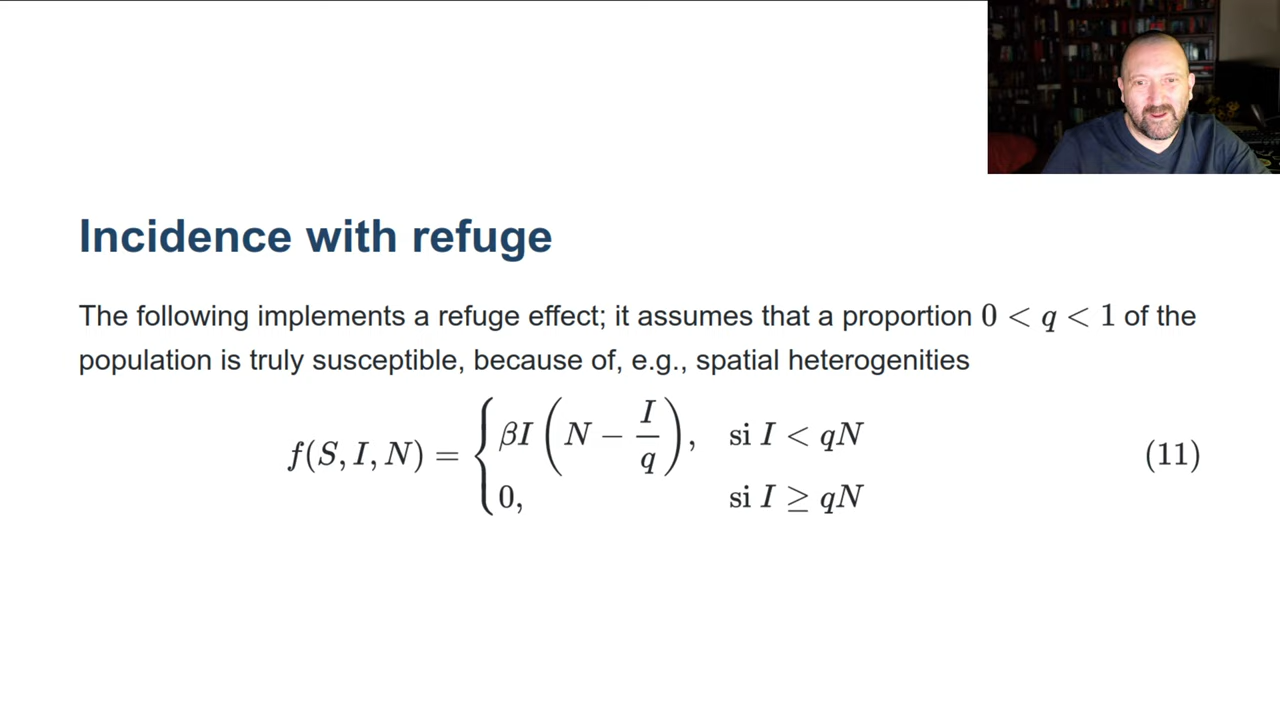 Incidence with refuge
The following implements a refuge effect; it assumes that a proportion 0 < q < 1 of the
population is truly susceptible, because of, e.g., spatial heterogenities
f(S, I, N) = { βI (N − I/q), si I < qN
0, si I ≥ qN
(11)